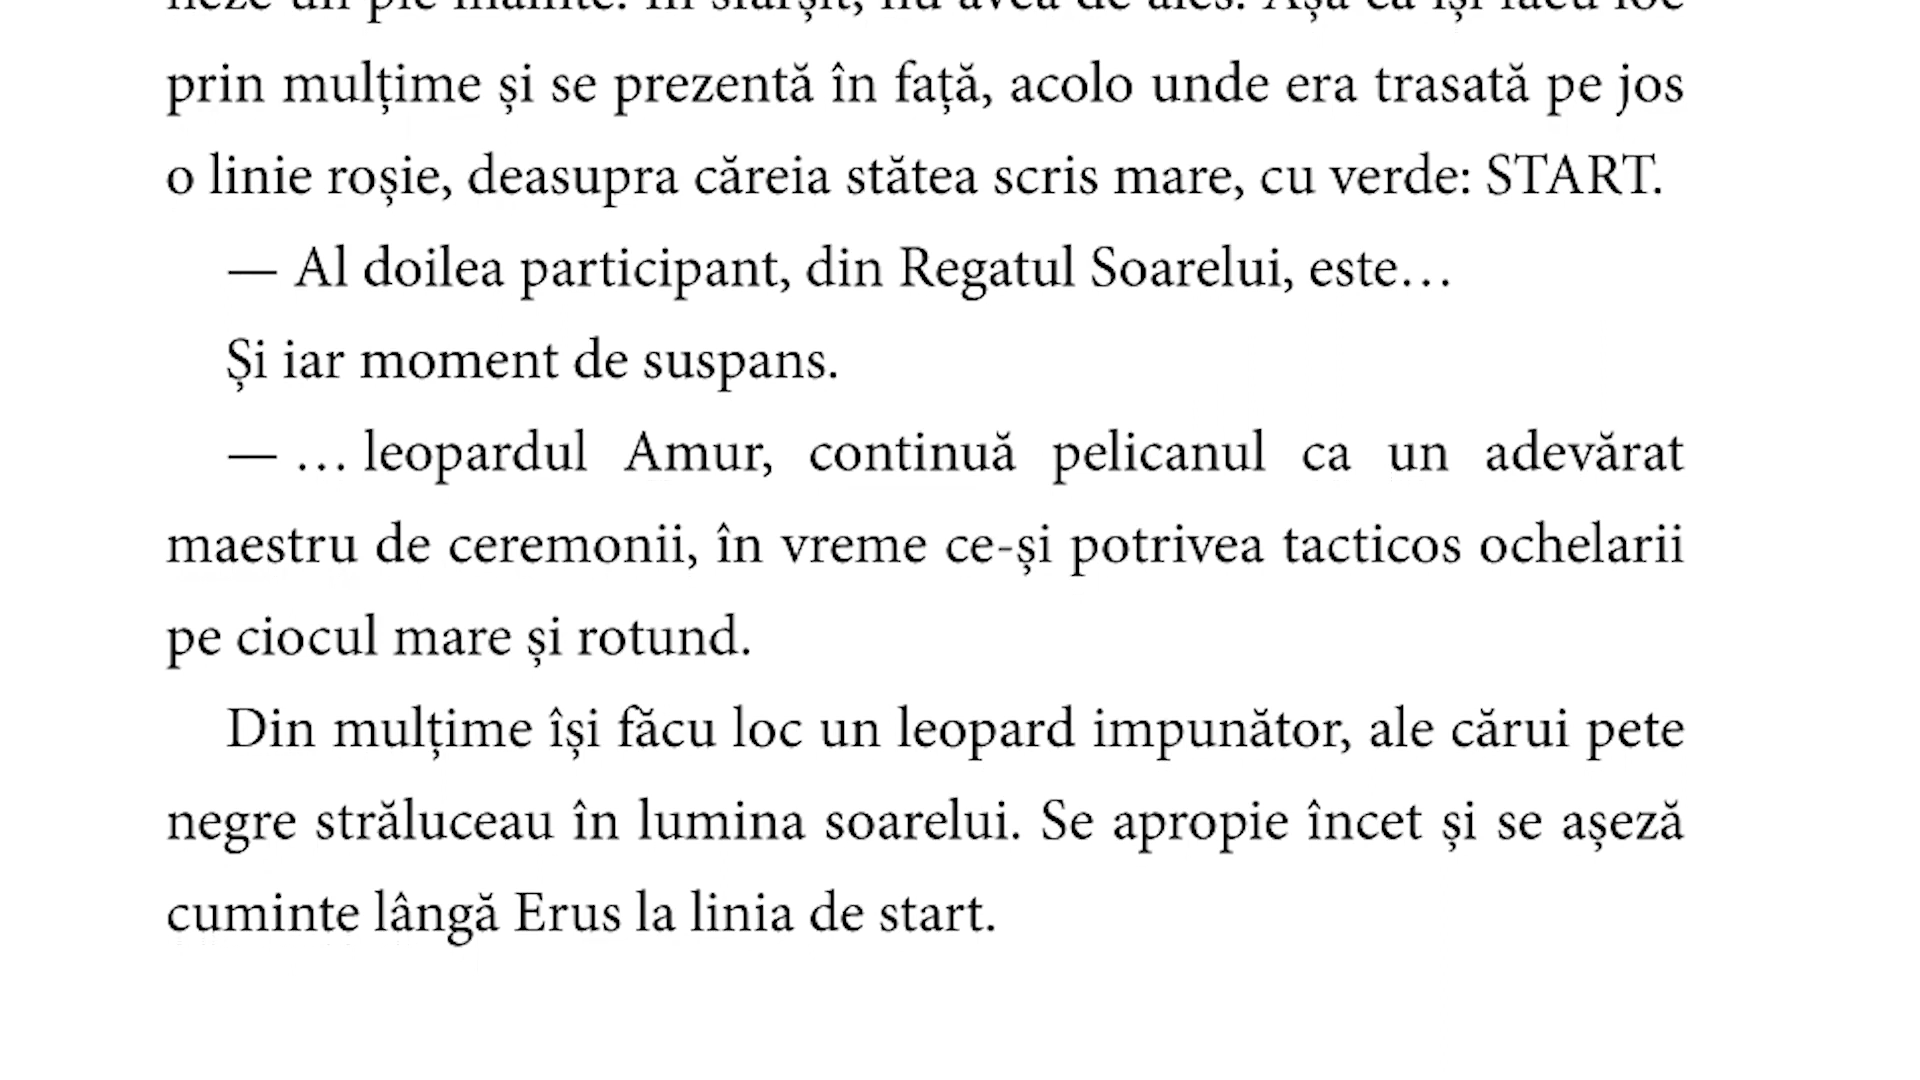 prin mulțime și se prezentă în față, acolo unde era trasată pe jos
o linie roșie, deasupra căreia stătea scris mare, cu verde: START.
— Al doilea participant, din Regatul Soarelui, este…
Și iar moment de suspans.
— … leopardul Amur, continuă pelicanul ca un adevărat
maestru de ceremonii, în vreme ce-și potrivea tacticos ochelarii
pe ciocul mare și rotund.
Din mulțime își făcu loc un leopard impunător, ale cărui pete
negre străluceau în lumina soarelui. Se apropie încet și se așeză
cuminte lângă Erus la linia de start.